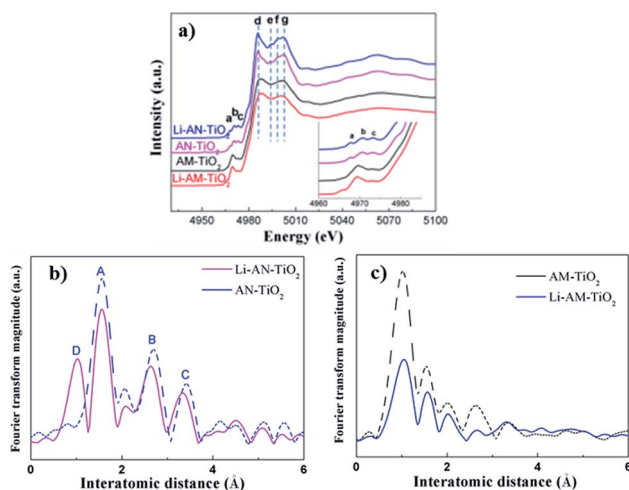 a)
d e f g
a b c
Li-AN-TiO2
AN-TiO2
AM-TiO2
Li-AM-TiO2
a b c
4960 4970 4980
4950 4980 5010 5040 5070 5100
Energy (eV)
Intensity (a.u.)
b)
Li-AN-TiO2
AN-TiO2
A
D
B
C
0 2 4 6
Interatomic distance (Å)
Fourier transform magnitude (a.u.)
c)
AM-TiO2
Li-AM-TiO2
0 2 4 6
Interatomic distance (Å)
Fourier transform magnitude (a.u.)